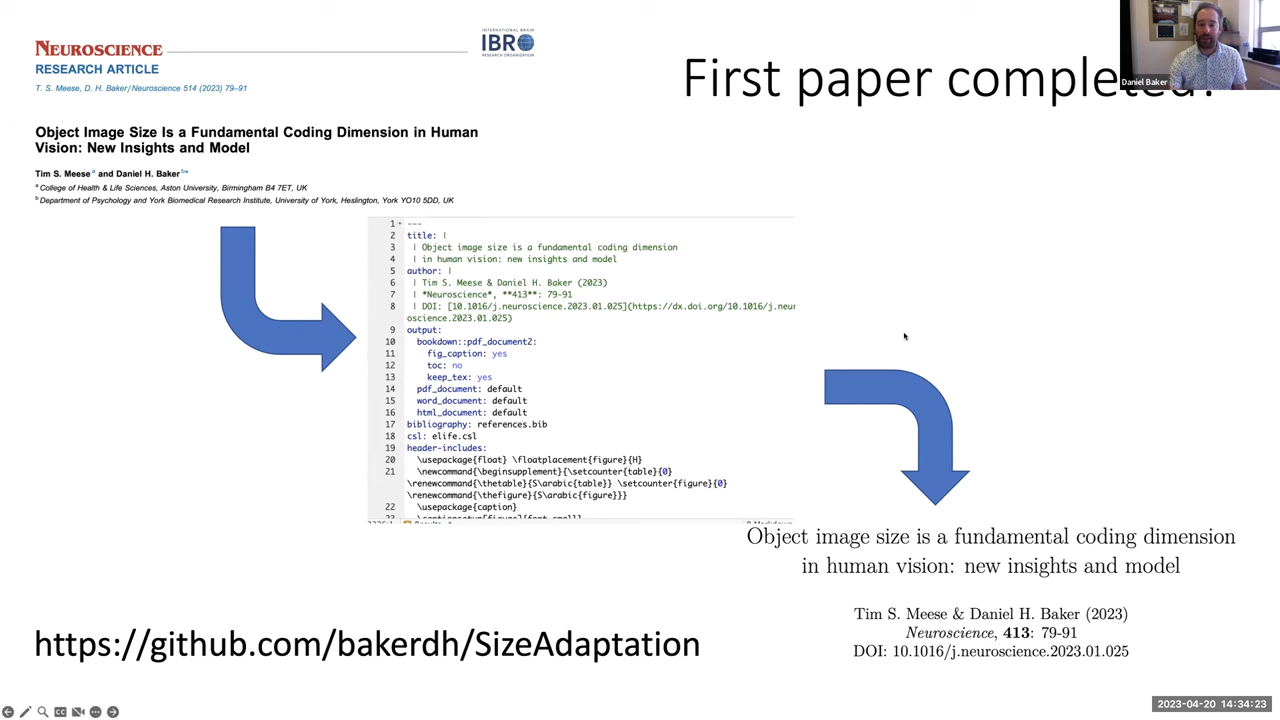 NEUROSCIENCE
INTERNATIONAL BRAIN
IBRO
RESEARCH ORGANIZATION
RESEARCH ARTICLE
T. S. Meese, D. H. Baker / Neuroscience 514 (2023) 79–91
First paper completed!
Daniel Baker
Object Image Size Is a Fundamental Coding Dimension in Human
Vision: New Insights and Model
Tim S. Meese a and Daniel H. Baker b*
a College of Health & Life Sciences, Aston University, Birmingham B4 7ET, UK
b Department of Psychology and York Biomedical Research Institute, University of York, Heslington, York YO10 5DD, UK
1 ---
2 title: |
3 | Object image size is a fundamental coding dimension
4 | in human vision: new insights and model
5 author: |
6 | Tim S. Meese & Daniel H. Baker (2023)
7 | *Neuroscience*, **413**: 79-91
8 | DOI: [10.1016/j.neuroscience.2023.01.025](https://dx.doi.org/10.1016/j.neur
oscience.2023.01.025)
9 output:
10 bookdown::pdf_document2:
11 fig_caption: yes
12 toc: no
13 keep_tex: yes
14 pdf_document: default
15 word_document: default
16 html_document: default
17 bibliography: references.bib
18 csl: elife.csl
19 header-includes:
20 \usepackage{float} \floatplacement{figure}{H}
21 \newcommand{\beginsupplement}{\setcounter{table}{0}
\renewcommand{\thetable}{S\arabic{table}} \setcounter{figure}{0}
\renewcommand{\thefigure}{S\arabic{figure}}}
22 \usepackage{caption}
Object image size is a fundamental coding dimension
in human vision: new insights and model
Tim S. Meese & Daniel H. Baker (2023)
Neuroscience, 413: 79-91
DOI: 10.1016/j.neuroscience.2023.01.025
https://github.com/bakerdh/SizeAdaptation
CC
2023-04-20 14:34:23